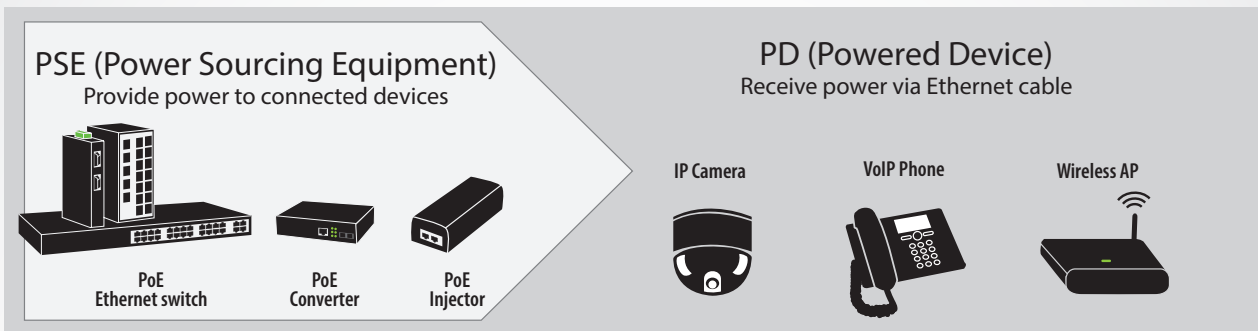 PSE (Power Sourcing Equipment)
Provide power to connected devices
PoE
Ethernet switch
PoE
Converter
PoE
Injector
PD (Powered Device)
Receive power via Ethernet cable
IP Camera
VoIP Phone
Wireless AP